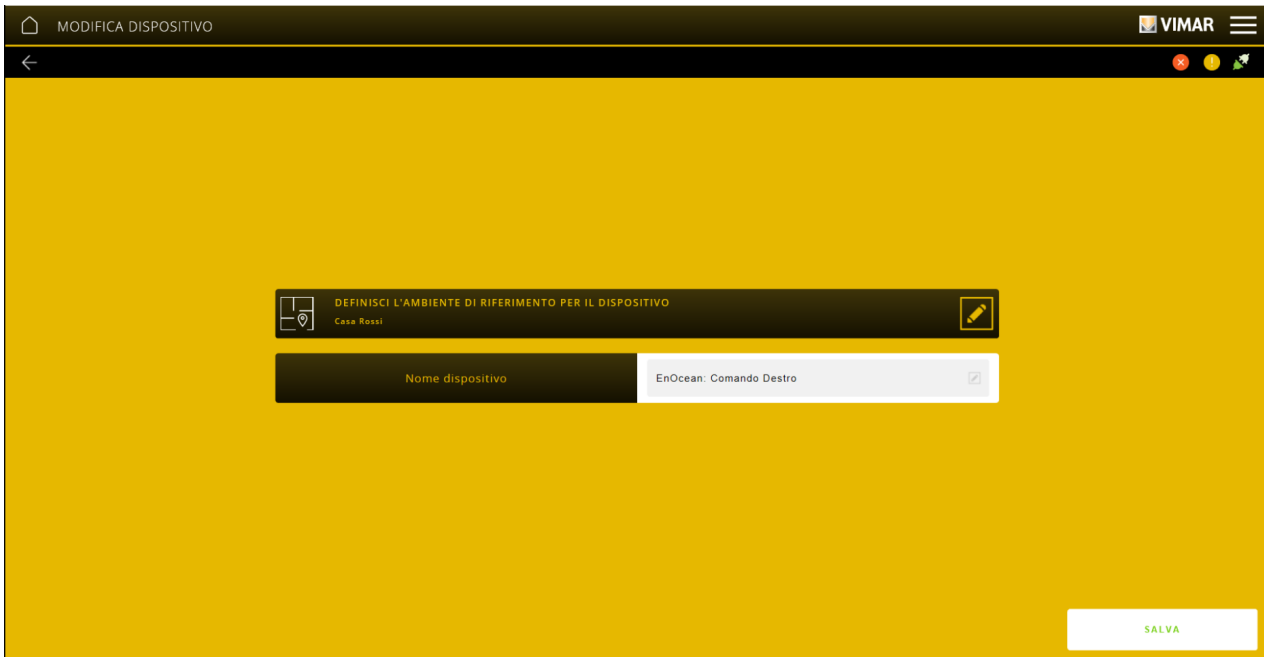 MODIFICA DISPOSITIVO
VIMAR
DEFINISCI L'AMBIENTE DI RIFERIMENTO PER IL DISPOSITIVO
Casa Rossi
Nome dispositivo
EnOcean: Comando Destro
SALVA